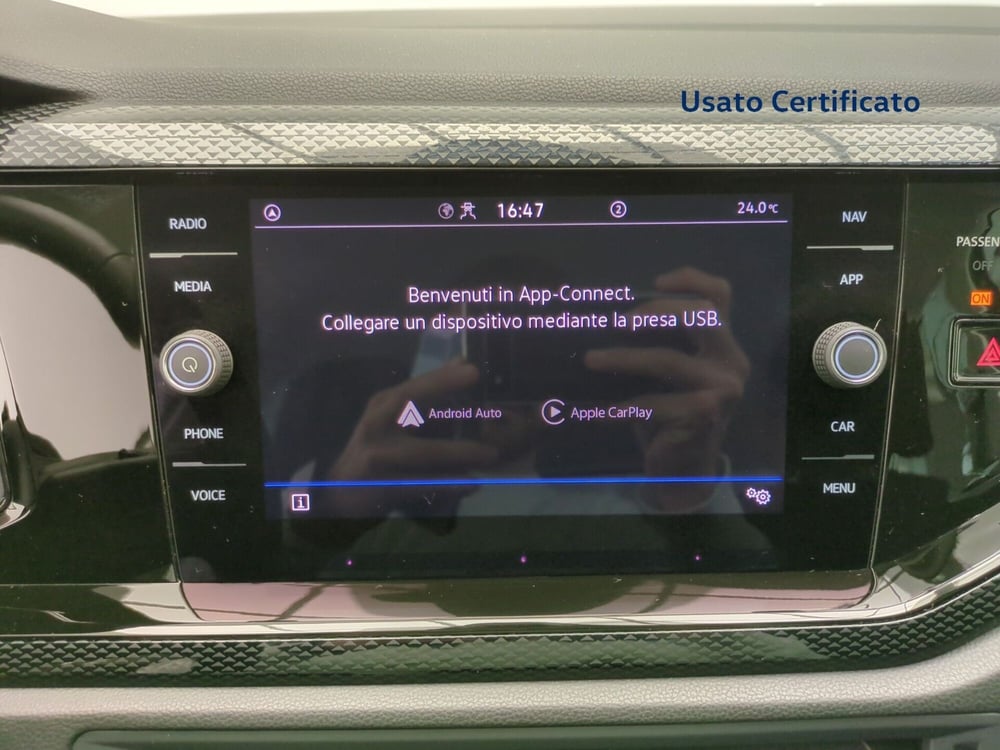 Usato Certificato
RADIO
MEDIA
PHONE
VOICE
16:47
2
24.0°C
Benvenuti in App-Connect.
Collegare un dispositivo mediante la presa USB.
Android Auto
Apple CarPlay
i
NAV
APP
CAR
MENU
PASSEN
OFF
ON